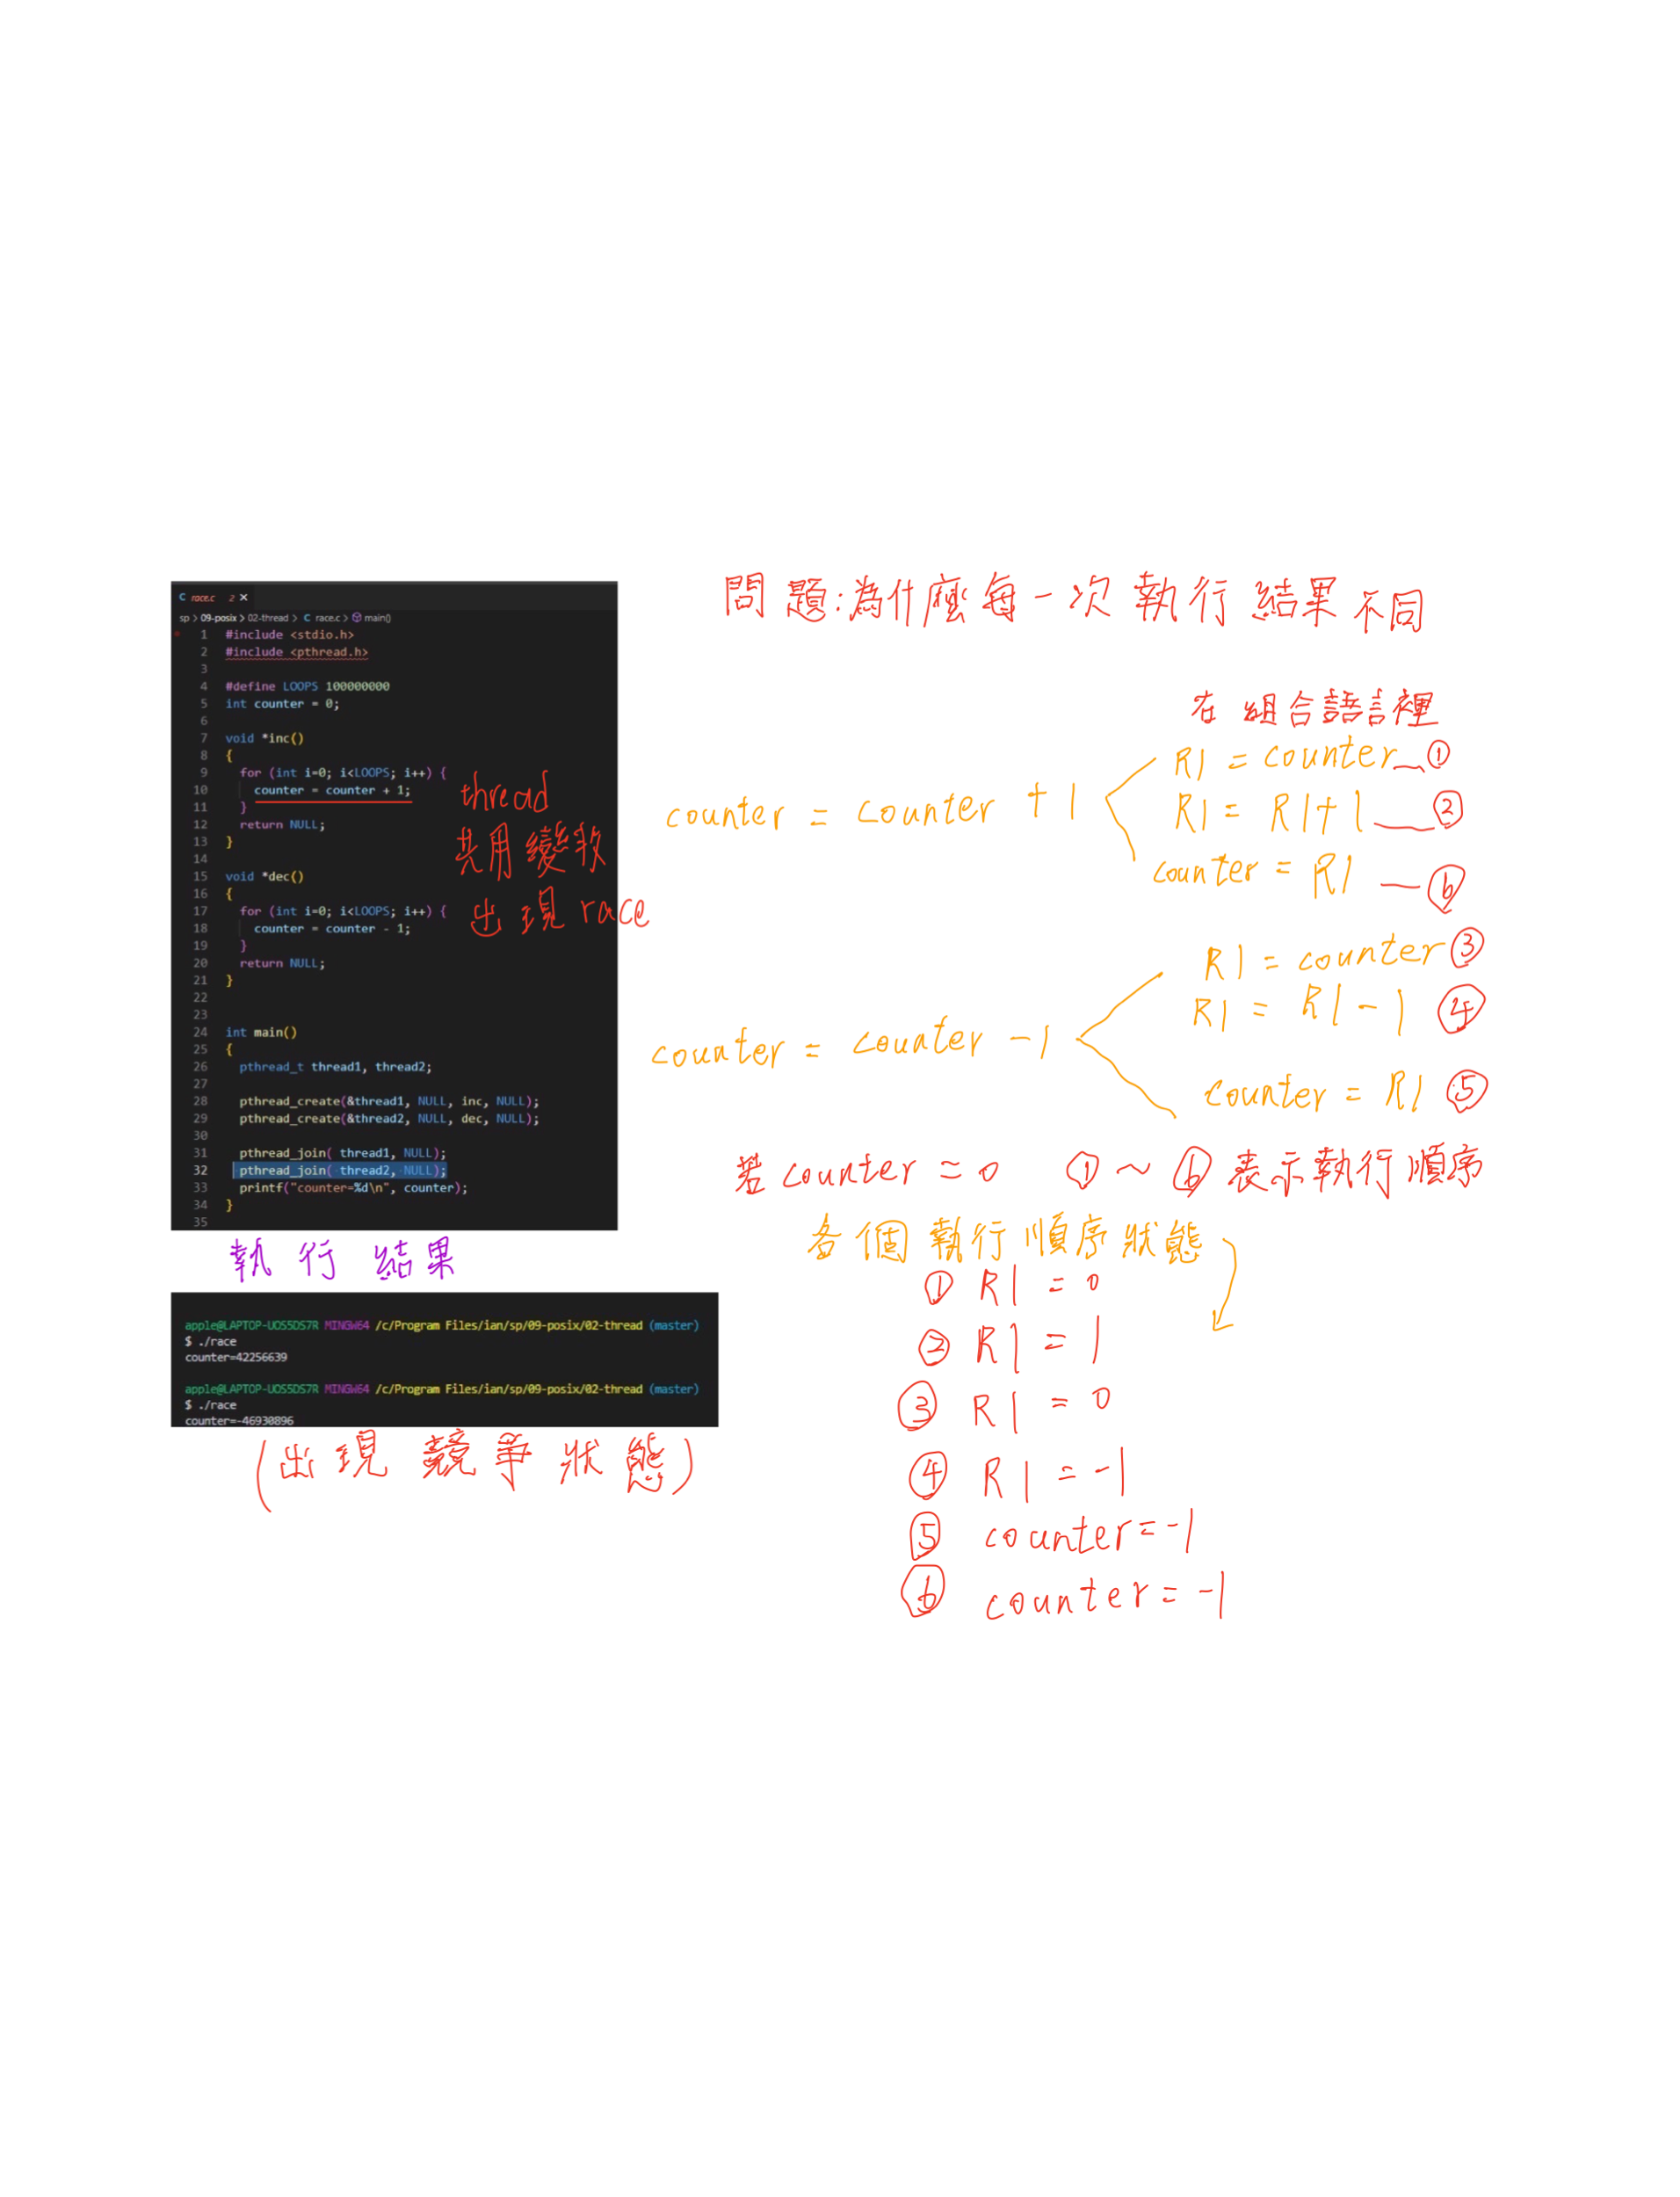 race.c 2 ×
sp > 09-posix > 02-thread > C race.c > main()
1 #include <stdio.h>
2 #include <pthread.h>
3
4 #define LOOPS 100000000
5 int counter = 0;
6
7 void *inc()
8 {
9 for (int i=0; i<LOOPS; i++) {
10 counter = counter + 1;
11 }
12 return NULL;
13 }
14
15 void *dec()
16 {
17 for (int i=0; i<LOOPS; i++) {
18 counter = counter - 1;
19 }
20 return NULL;
21 }
22
23
24 int main()
25 {
26 pthread_t thread1, thread2;
27
28 pthread_create(&thread1, NULL, inc, NULL);
29 pthread_create(&thread2, NULL, dec, NULL);
30
31 pthread_join( thread1, NULL);
32 pthread_join( thread2, NULL);
33 printf("counter=%d\n", counter);
34 }
35
thread
共用變數
出現 race
執行結果
apple@LAPTOP-UOS5DS7R MINGW64 /c/Program Files/ian/sp/09-posix/02-thread (master)
$ ./race
counter=42256639
apple@LAPTOP-UOS5DS7R MINGW64 /c/Program Files/ian/sp/09-posix/02-thread (master)
$ ./race
counter=-46930896
(出現競爭狀態)
問題:為什麼每一次執行結果不同
在組合語言裡
counter = counter + 1
R1 = counter ①
R1 = R1+1 ②
counter = R1 ⑥
counter = counter -1
R1 = counter ③
R1 = R1-1 ④
counter = R1 ⑤
若counter=0 ①~⑥表示執行順序
各個執行順序狀態
① R1 = 0
② R1 = 1
③ R1 = 0
④ R1 = -1
⑤ counter=-1
⑥ counter=-1